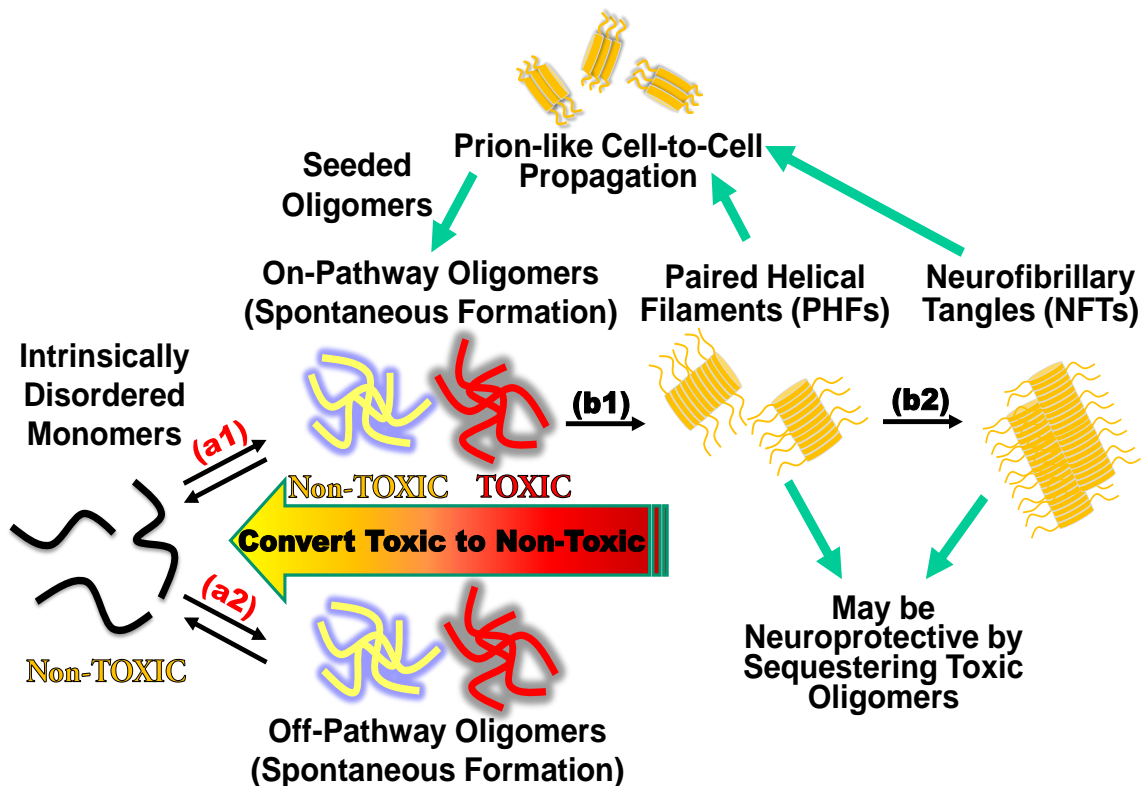 Prion-like Cell-to-Cell
Propagation
Seeded
Oligomers
On-Pathway Oligomers
(Spontaneous Formation)
Paired Helical
Filaments (PHFs)
Neurofibrillary
Tangles (NFTs)
Intrinsically
Disordered
Monomers
(a1)
(b1)
(b2)
Non-TOXIC
TOXIC
Convert Toxic to Non-Toxic
(a2)
Non-TOXIC
May be
Neuroprotective by
Sequestering Toxic
Oligomers
Off-Pathway Oligomers
(Spontaneous Formation)